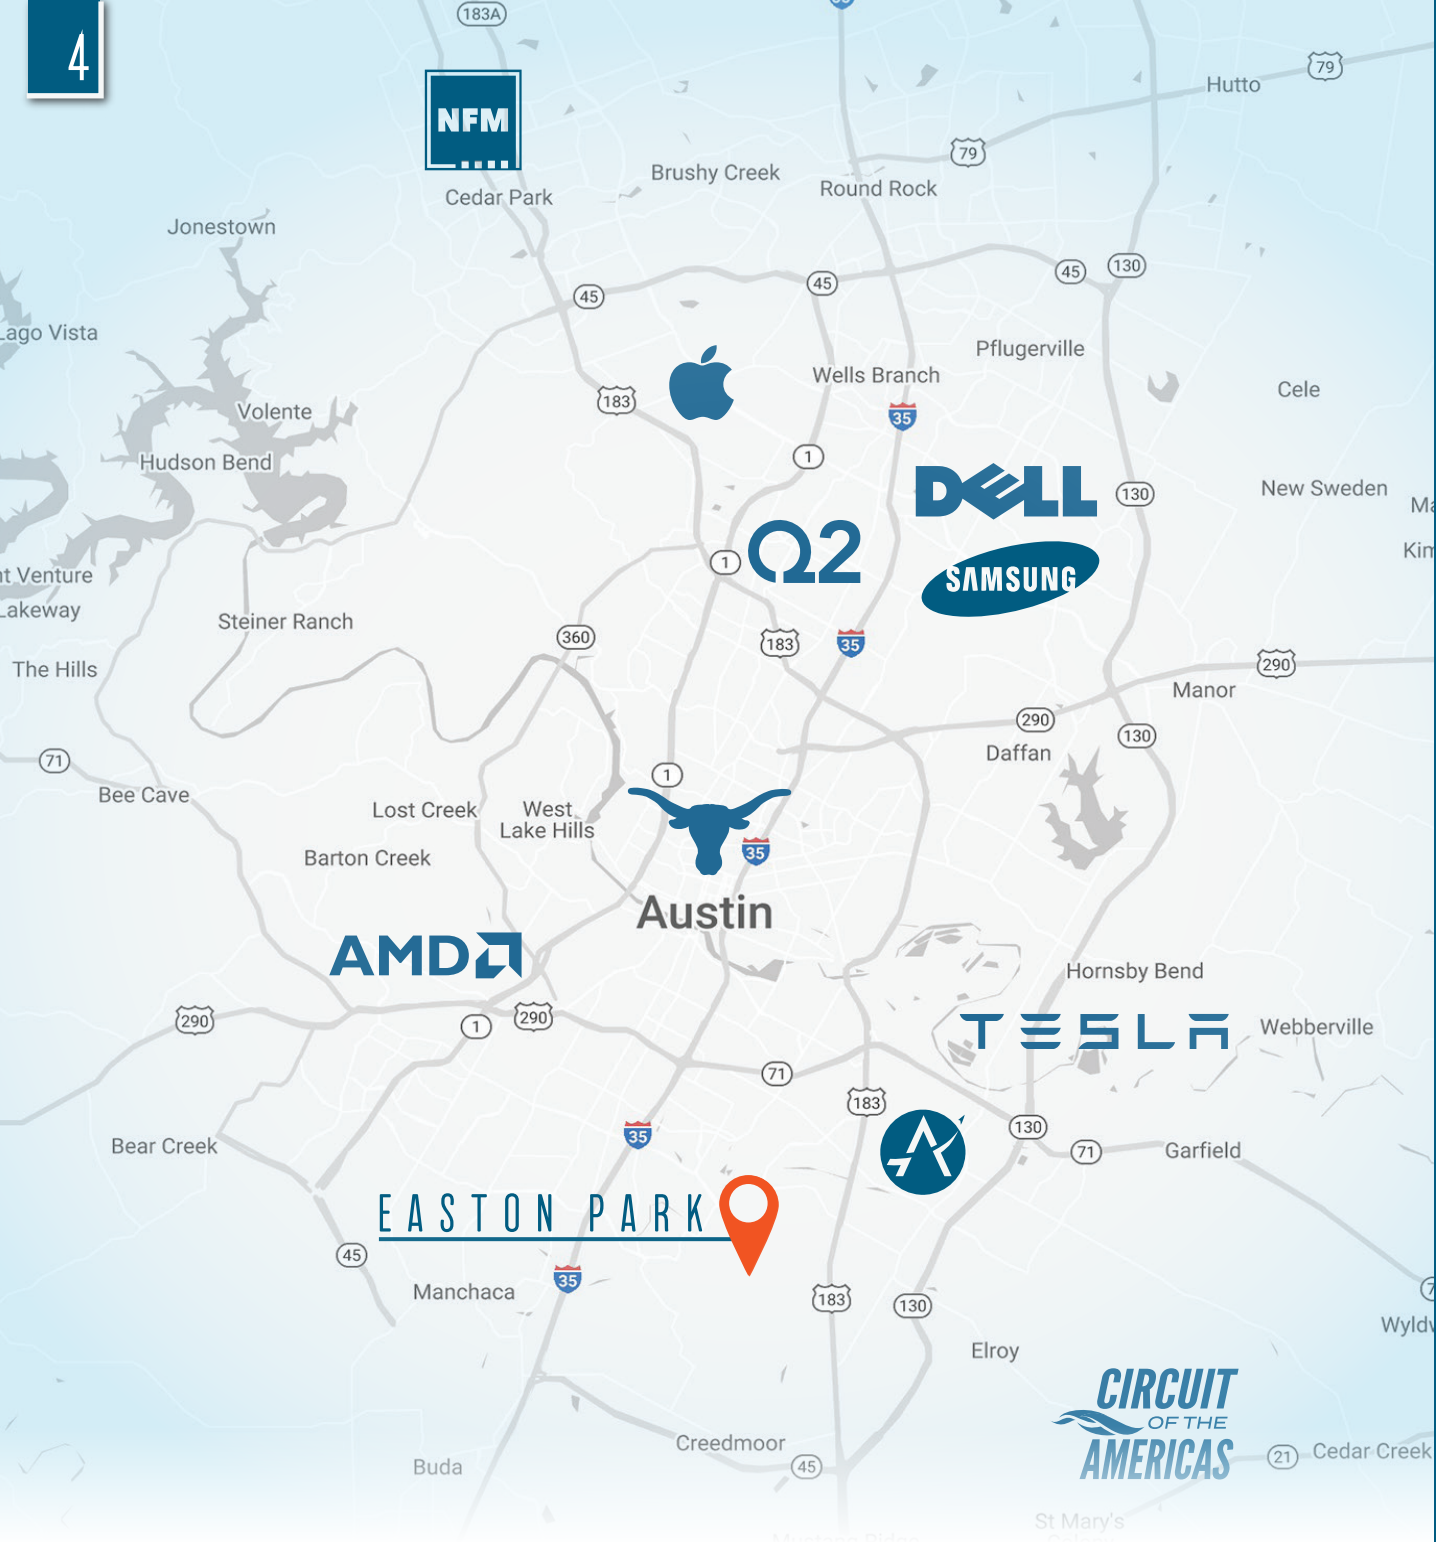 4
183A
35
79
Hutto
NFM
79
Brushy Creek
Round Rock
Cedar Park
Jonestown
45
130
45
45
Lago Vista
Pflugerville
Wells Branch
Cele
183
Volente
35
1
Hudson Bend
DELL
New Sweden
130
Q2
1
SAMSUNG
nt Venture
Lakeway
Steiner Ranch
360
183
35
290
The Hills
Manor
290
130
Daffan
71
1
Bee Cave
Lost Creek
West
Lake Hills
35
Barton Creek
Austin
AMD
Hornsby Bend
290
1
290
TESLA
Webberville
71
183
35
130
Bear Creek
71
Garfield
EASTON PARK
45
Manchaca
35
183
130
Elroy
CIRCUIT
OF THE
AMERICAS
Creedmoor
Buda
45
21
Cedar Creek
St Mary's